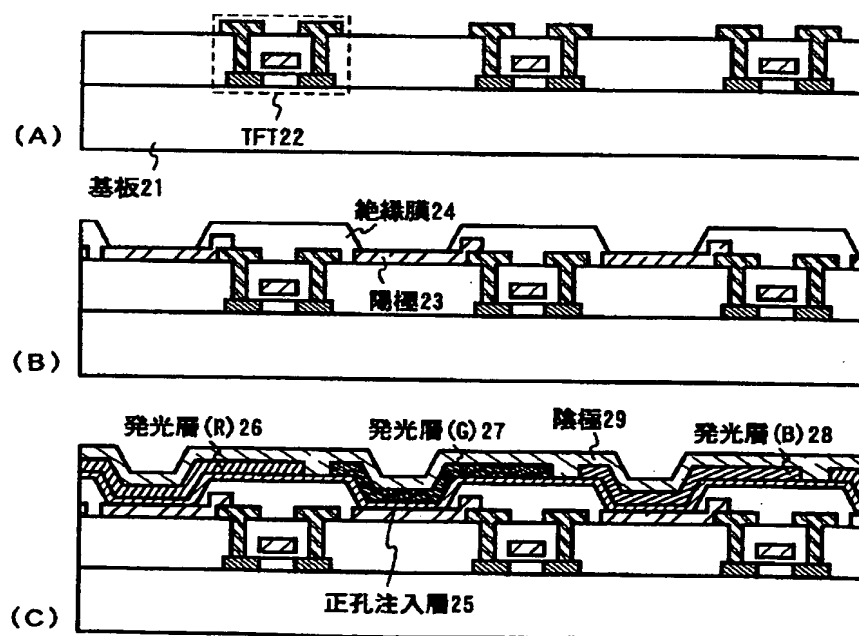 TFT22
(A)
基板21
絶縁膜24
陽極23
(B)
発光層(R)26
発光層(G)27
陰極29
発光層(B)28
正孔注入層25
(C)